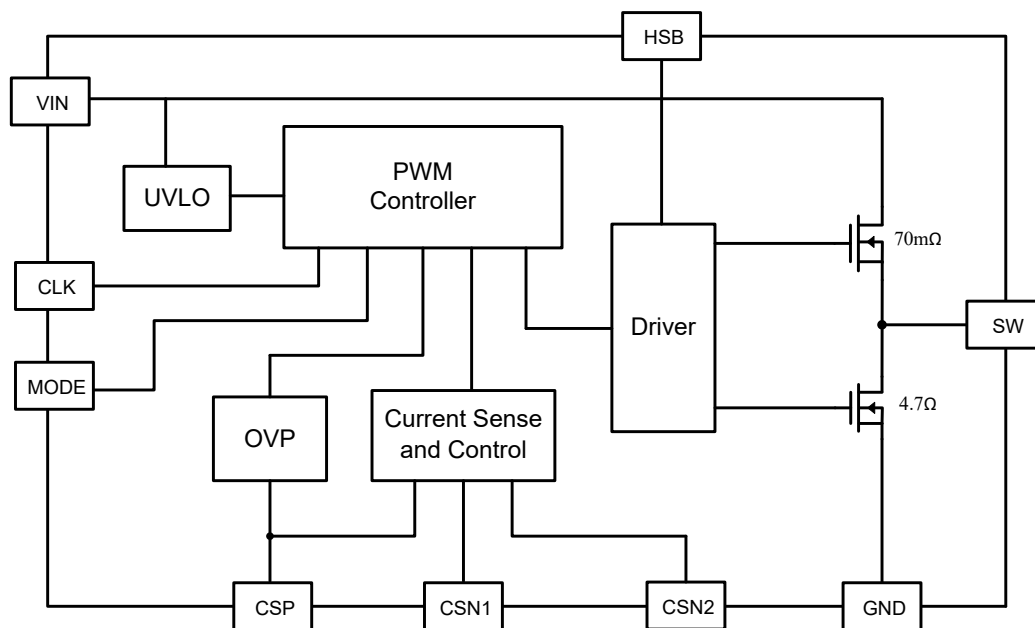 HSB
VIN
PWM
Controller
UVLO
70mΩ
CLK
Driver
SW
MODE
Current Sense
and Control
4.7Ω
OVP
CSP
CSN1
CSN2
GND